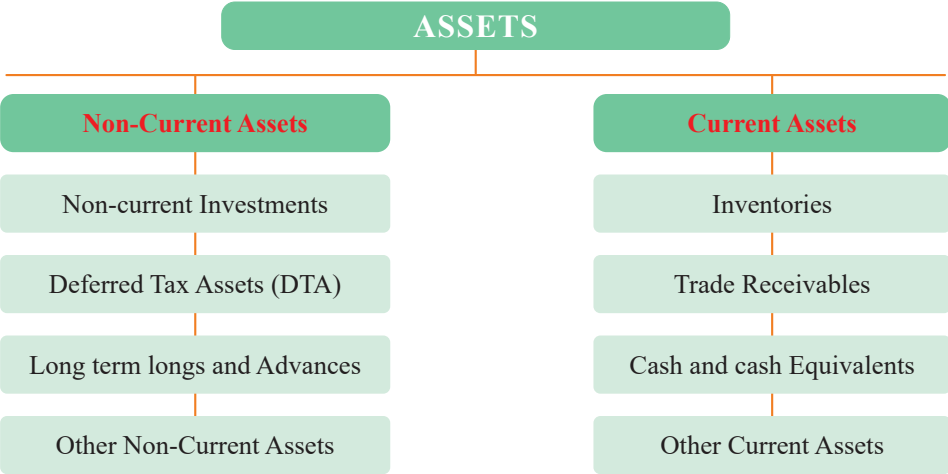 ASSETS
Non-Current Assets
Non-current Investments
Deferred Tax Assets (DTA)
Long term longs and Advances
Other Non-Current Assets
Current Assets
Inventories
Trade Receivables
Cash and cash Equivalents
Other Current Assets